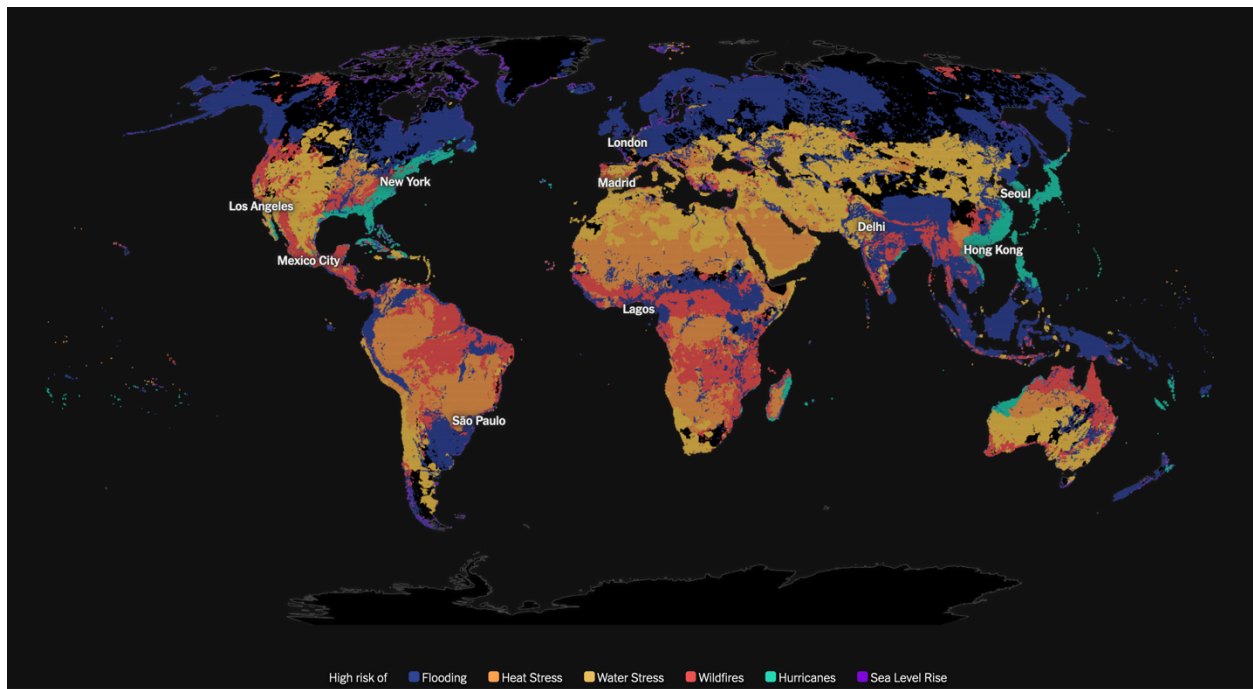 London
New York
Madrid
Seoul
Los Angeles
Delhi
Hong Kong
Mexico City
Lagos
São Paulo
High risk of Flooding Heat Stress Water Stress Wildfires Hurricanes Sea Level Rise